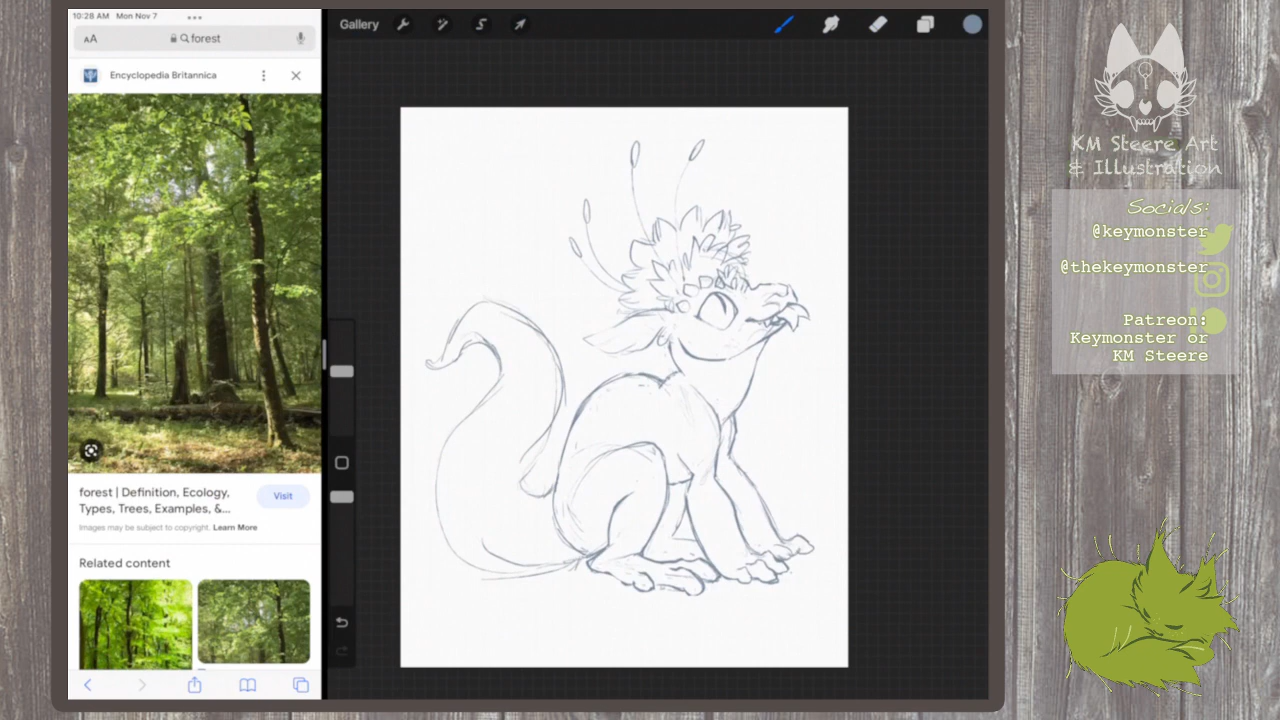 10:28 AM Mon Nov 7
AA
forest
Encyclopedia Britannica
forest | Definition, Ecology,
Types, Trees, Examples, &...
Visit
Images may be subject to copyright. Learn More
Related content
Gallery
KM Steere Art
& Illustration
Socials:
@keymonster
@thekeymonster
Patreon:
Keymonster or
KM Steere